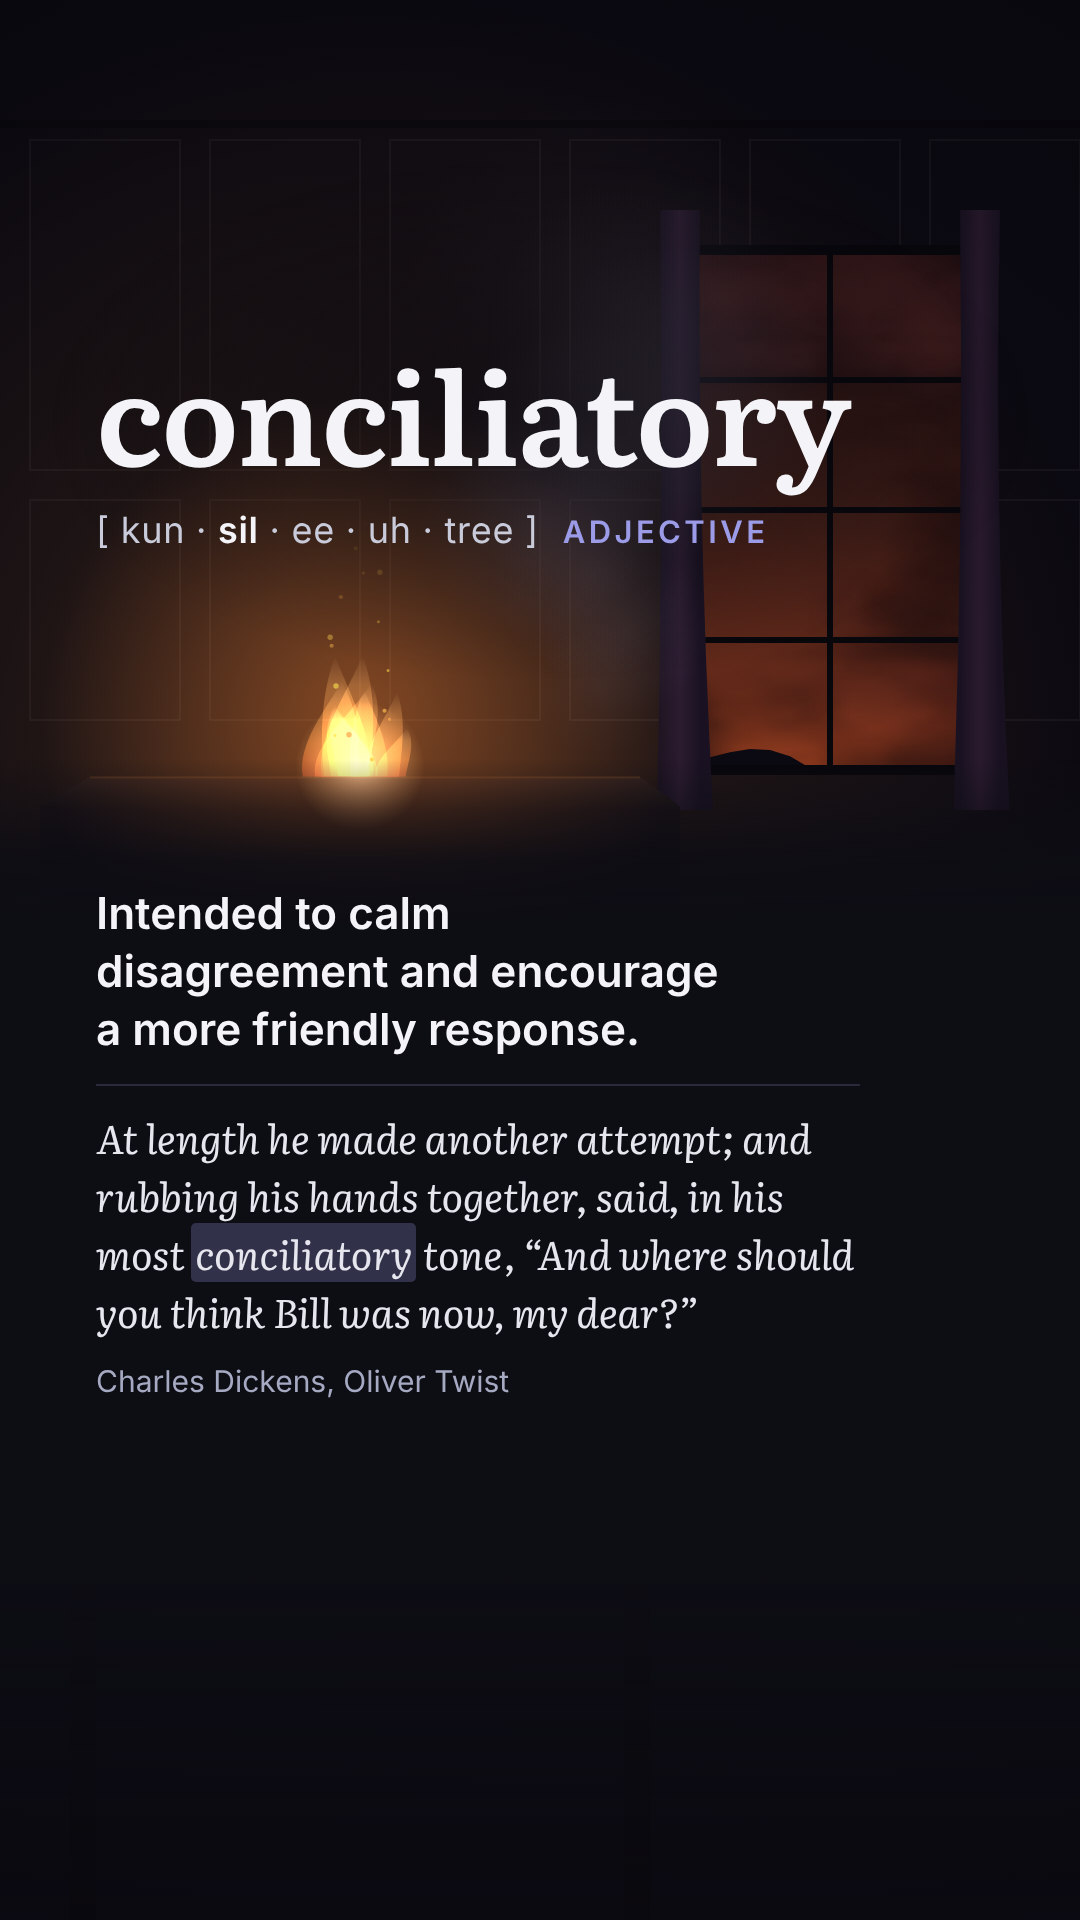 conciliatory
[ kun · sil · ee · uh · tree ] ADJECTIVE
Intended to calm
disagreement and encourage
a more friendly response.
At length he made another attempt; and
rubbing his hands together, said, in his
most conciliatory tone, “And where should
you think Bill was now, my dear?”
Charles Dickens, Oliver Twist